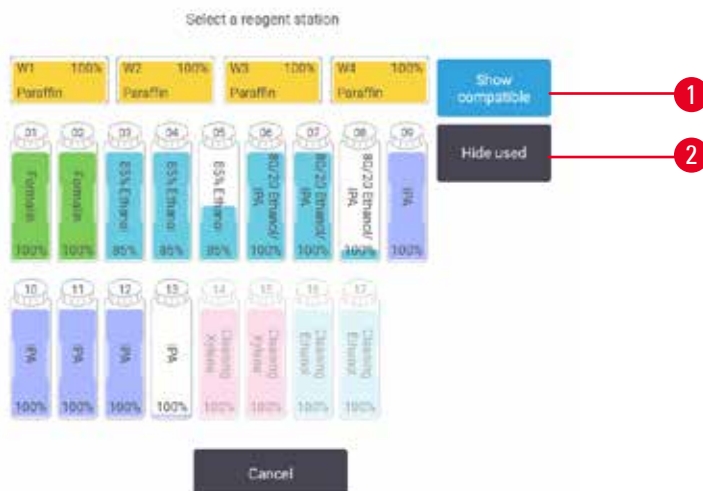 Select a reagent station
W1 100%
Paraffin
W2 100%
Paraffin
W3 100%
Paraffin
W4 100%
Paraffin
Show
compatible
1
Hide used
2
01
Formalin
100%
02
Formalin
100%
03
85% Ethanol
85%
04
85% Ethanol
85%
05
85% Ethanol
85%
06
80/20 Ethanol/
IPA
100%
07
80/20 Ethanol/
IPA
100%
08
80/20 Ethanol/
IPA
100%
09
IPA
100%
10
IPA
100%
11
IPA
100%
12
IPA
100%
13
IPA
100%
14
Cleaning
Xylene
100%
15
Cleaning
Xylene
100%
16
Cleaning
Ethanol
100%
17
Cleaning
Ethanol
100%
Cancel